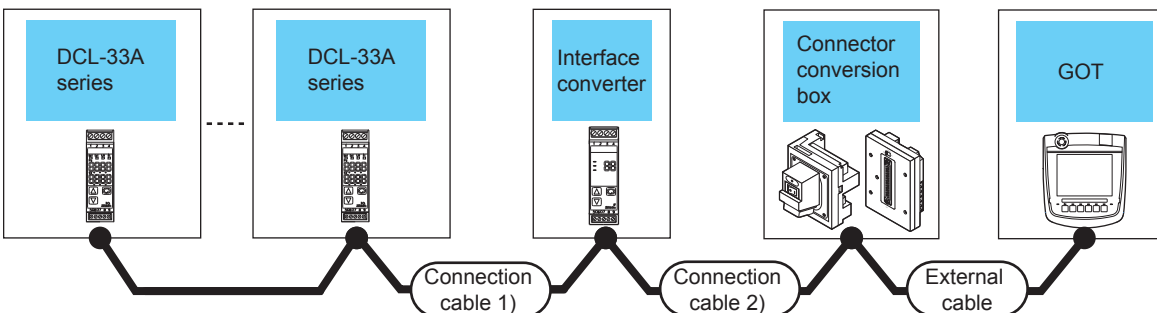 DCL-33A
series
DCL-33A
series
Interface
converter
Connector
conversion
box
GOT
Connection
cable 1)
Connection
cable 2)
External
cable